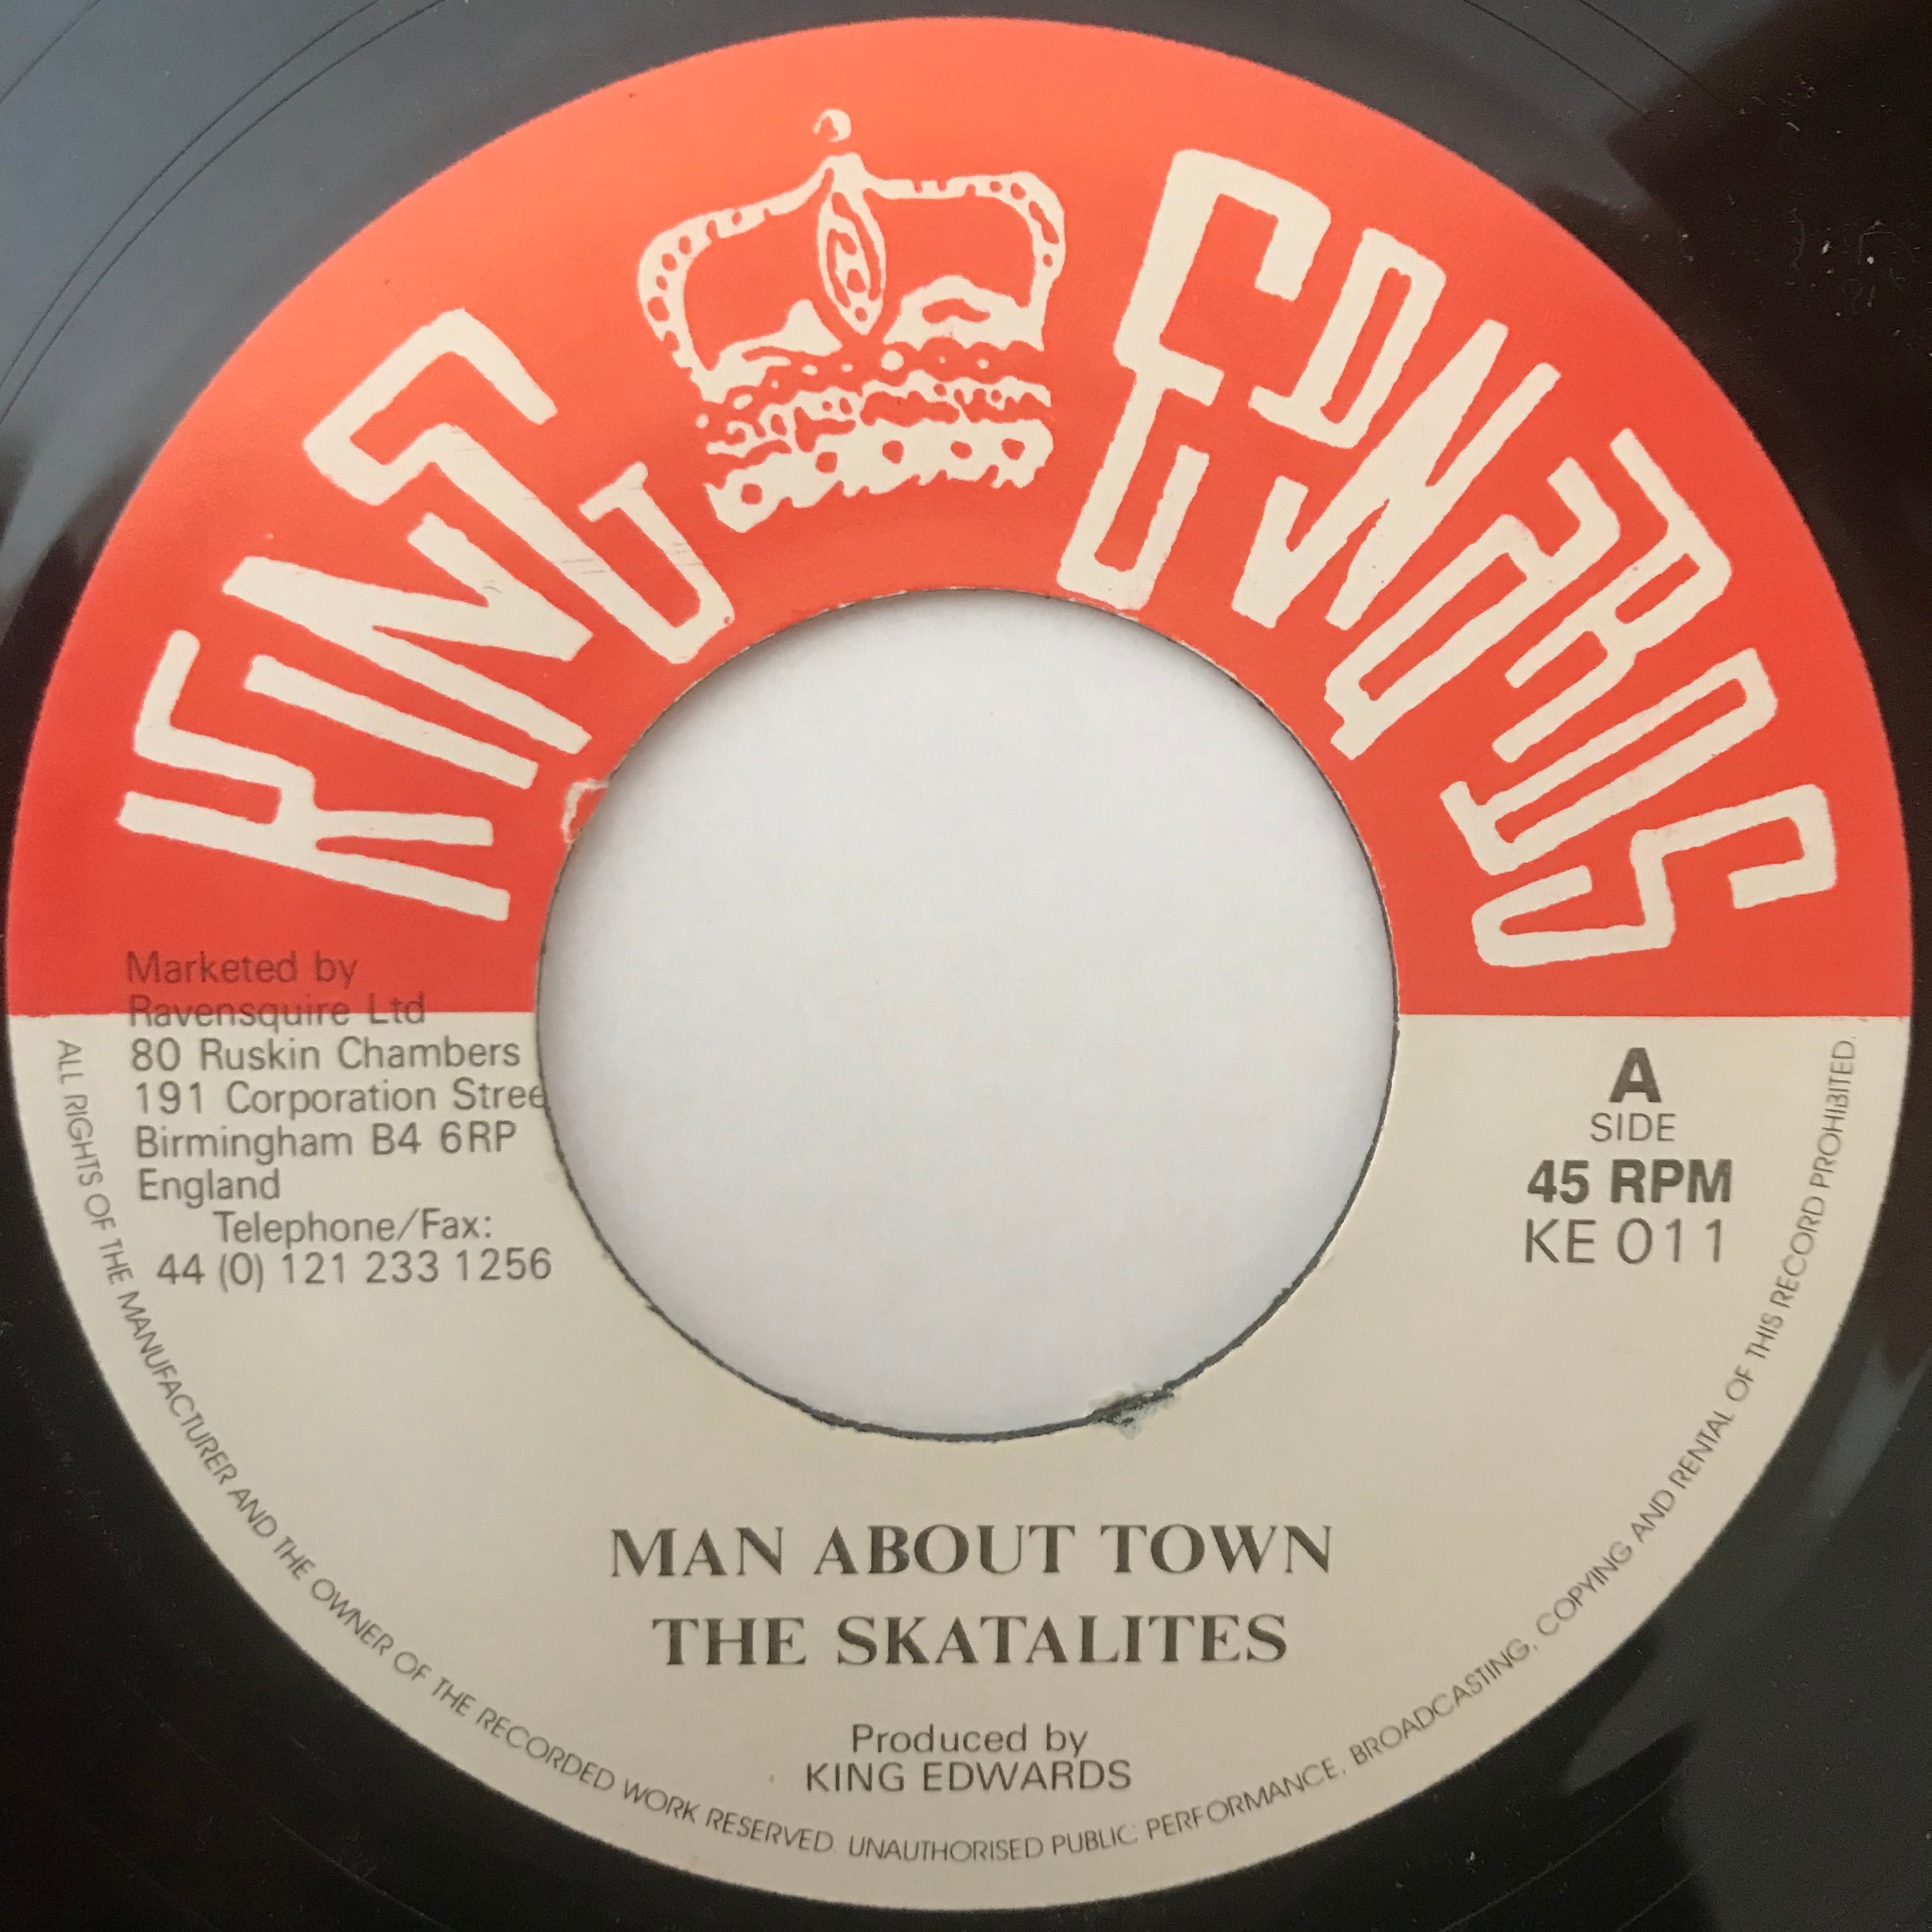 KING EDWARDS
Marketed by
Ravensquire Ltd
80 Ruskin Chambers
191 Corporation Stree
Birmingham B4 6RP
England
Telephone/Fax:
44 (0) 121 233 1256
A
SIDE
45 RPM
KE 011
MAN ABOUT TOWN
THE SKATALITES
Produced by
KING EDWARDS
ALL RIGHTS OF THE MANUFACTURER AND THE OWNER OF THE RECORDED WORK RESERVED. UNAUTHORISED PUBLIC PERFORMANCE, BROADCASTING, COPYING AND RENTAL OF THIS RECORD PROHIBITED.